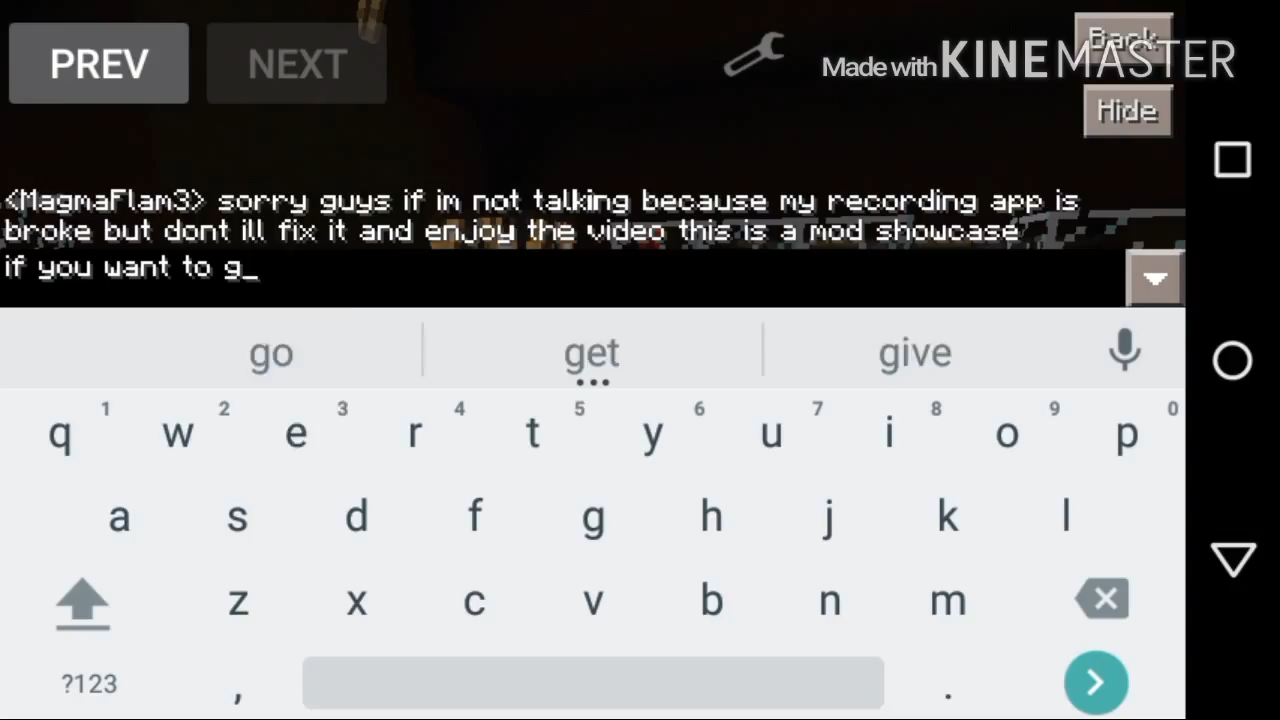 PREV NEXT Made with KINEMASTER Back
Hide
<MagmaFlam3> sorry guys if im not talking because my recording app is
broke but dont ill fix it and enjoy the video this is a mod showcase
if you want to g_
go get give
1 2 3 4 5 6 7 8 9 0
q w e r t y u i o p
a s d f g h j k l
z x c v b n m
?123 , .